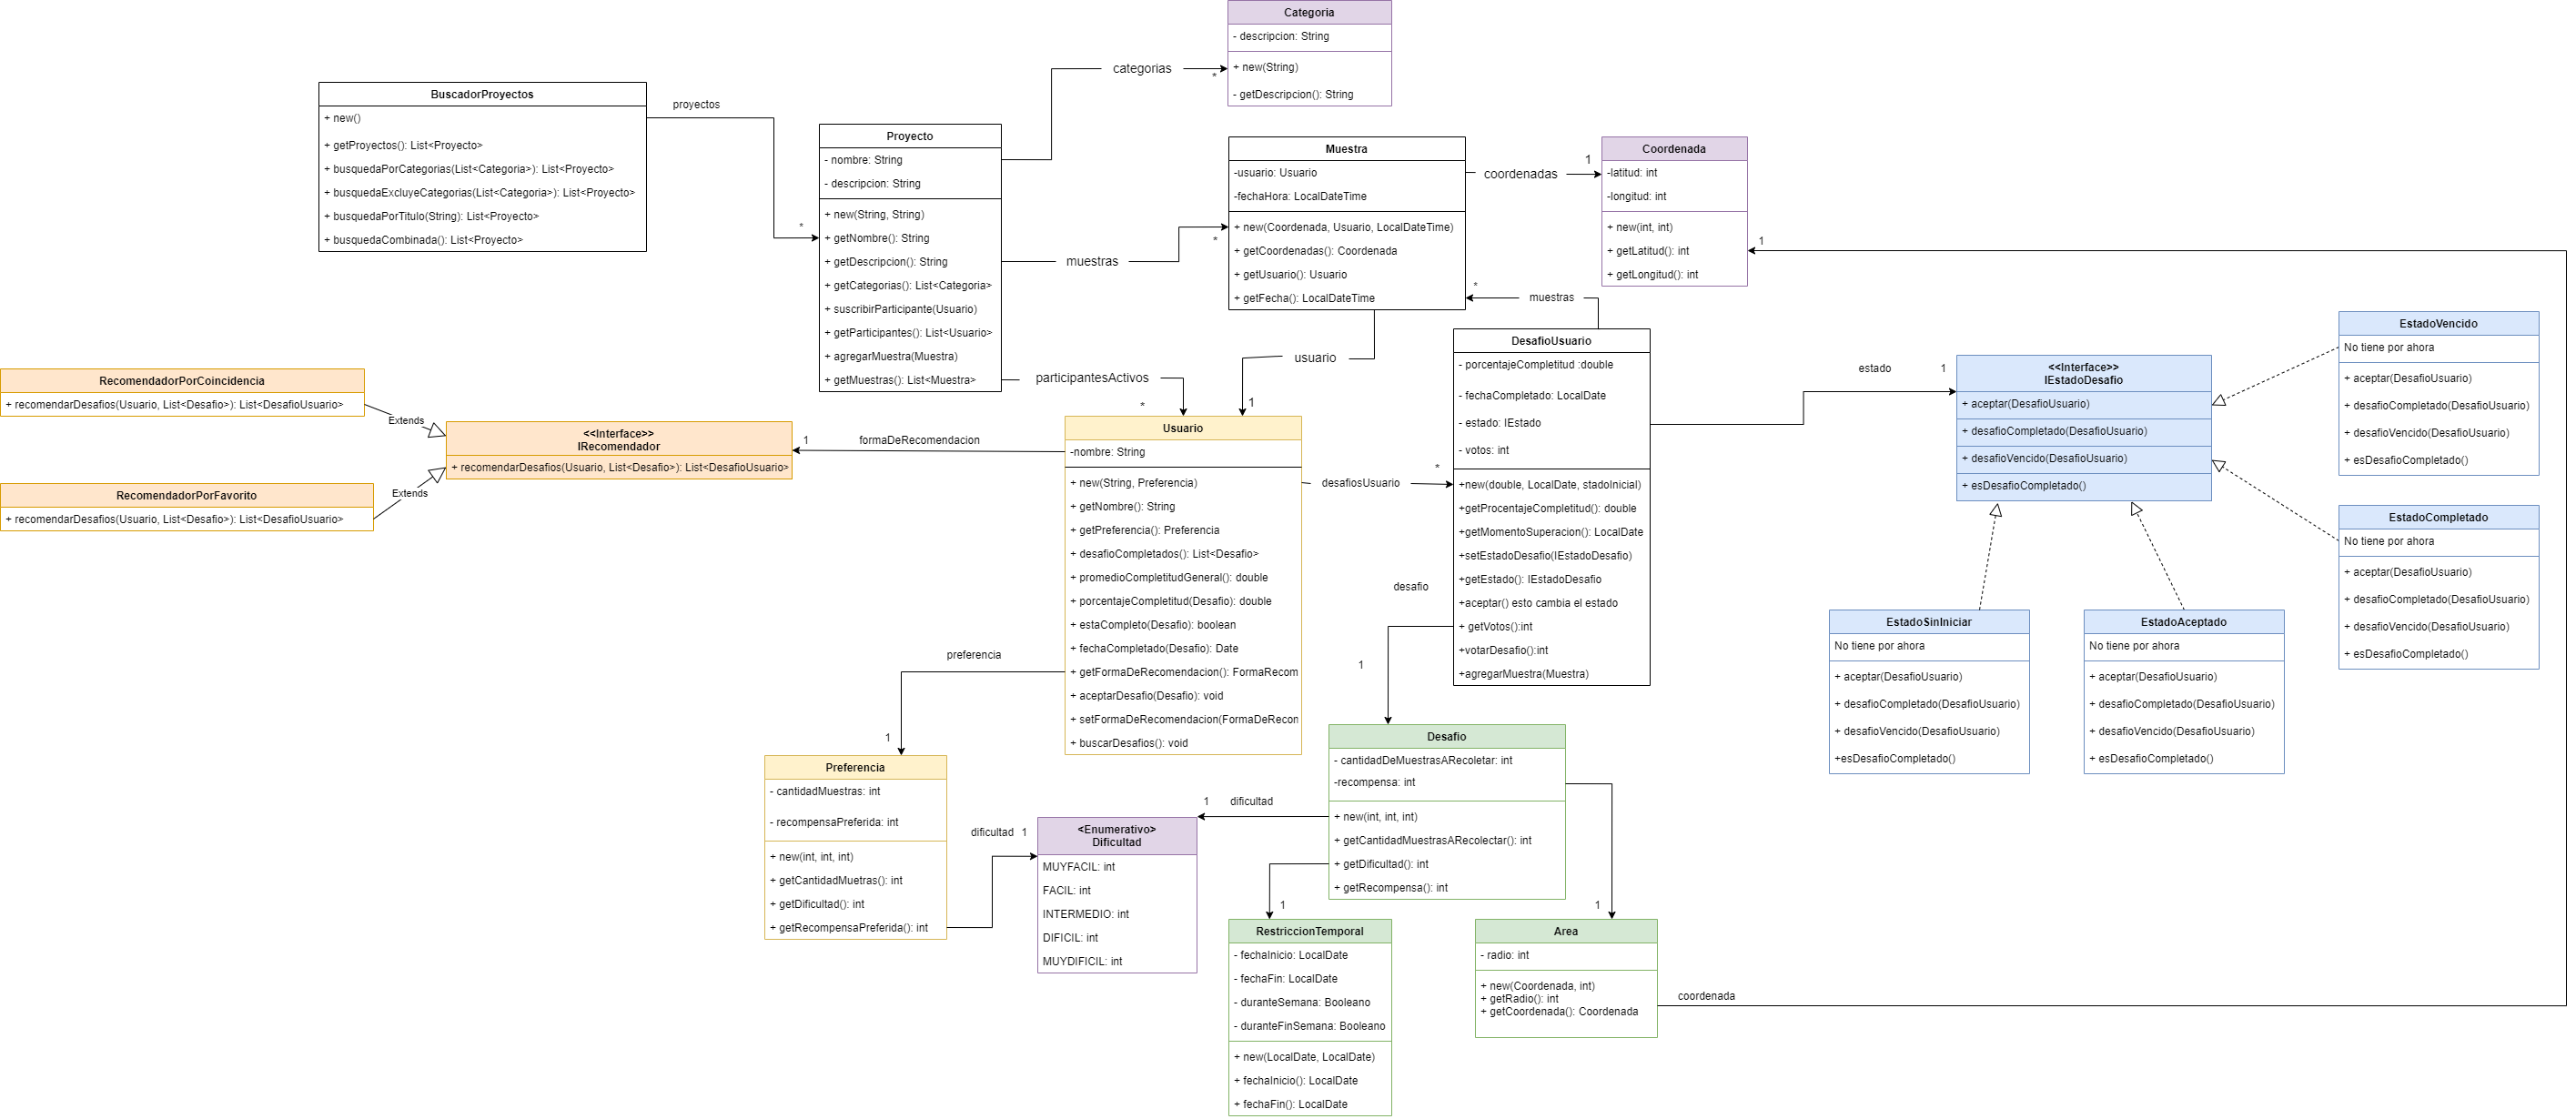 Categoria
- descripcion: String
+ new(String)
- getDescripcion(): String
categorias
*
BuscadorProyectos
+ new()
+ getProyectos(): List<Proyecto>
+ busquedaPorCategorias(List<Categoria>): List<Proyecto>
+ busquedaExcluyeCategorias(List<Categoria>): List<Proyecto>
+ busquedaPorTitulo(String): List<Proyecto>
+ busquedaCombinada(): List<Proyecto>
proyectos
*
Proyecto
- nombre: String
- descripcion: String
+ new(String, String)
+ getNombre(): String
+ getDescripcion(): String
+ getCategorias(): List<Categoria>
+ suscribirParticipante(Usuario)
+ getParticipantes(): List<Usuario>
+ agregarMuestra(Muestra)
+ getMuestras(): List<Muestra>
muestras
*
Muestra
-usuario: Usuario
-fechaHora: LocalDateTime
+ new(Coordenada, Usuario, LocalDateTime)
+ getCoordenadas(): Coordenada
+ getUsuario(): Usuario
+ getFecha(): LocalDateTime
coordenadas
1
Coordenada
-latitud: int
-longitud: int
+ new(int, int)
+ getLatitud(): int
+ getLongitud(): int
1
muestras
*
usuario
1
participantesActivos
*
RecomendadorPorCoincidencia
+ recomendarDesafios(Usuario, List<Desafio>): List<DesafioUsuario>
Extends
<<Interface>>
IRecomendador
+ recomendarDesafios(Usuario, List<Desafio>): List<DesafioUsuario>
RecomendadorPorFavorito
+ recomendarDesafios(Usuario, List<Desafio>): List<DesafioUsuario>
Extends
1
formaDeRecomendacion
Usuario
-nombre: String
+ new(String, Preferencia)
+ getNombre(): String
+ getPreferencia(): Preferencia
+ desafioCompletados(): List<Desafio>
+ promedioCompletitudGeneral(): double
+ porcentajeCompletitud(Desafio): double
+ estaCompleto(Desafio): boolean
+ fechaCompletado(Desafio): Date
+ getFormaDeRecomendacion(): FormaRecom
+ aceptarDesafio(Desafio): void
+ setFormaDeRecomendacion(FormaDeRecon
+ buscarDesafios(): void
desafiosUsuario
*
DesafioUsuario
- porcentajeCompletitud :double
- fechaCompletado: LocalDate
- estado: IEstado
- votos: int
+new(double, LocalDate, stadoInicial)
+getProcentajeCompletitud(): double
+getMomentoSuperacion(): LocalDate
+setEstadoDesafio(IEstadoDesafio)
+getEstado(): IEstadoDesafio
+aceptar() esto cambia el estado
+ getVotos():int
+votarDesafio():int
+agregarMuestra(Muestra)
estado
1
<<Interface>>
IEstadoDesafio
+ aceptar(DesafioUsuario)
+ desafioCompletado(DesafioUsuario)
+ desafioVencido(DesafioUsuario)
+ esDesafioCompletado()
EstadoVencido
No tiene por ahora
+ aceptar(DesafioUsuario)
+ desafioCompletado(DesafioUsuario)
+ desafioVencido(DesafioUsuario)
+ esDesafioCompletado()
EstadoCompletado
No tiene por ahora
+ aceptar(DesafioUsuario)
+ desafioCompletado(DesafioUsuario)
+ desafioVencido(DesafioUsuario)
+ esDesafioCompletado()
EstadoSinIniciar
No tiene por ahora
+ aceptar(DesafioUsuario)
+ desafioCompletado(DesafioUsuario)
+ desafioVencido(DesafioUsuario)
+esDesafioCompletado()
EstadoAceptado
No tiene por ahora
+ aceptar(DesafioUsuario)
+ desafioCompletado(DesafioUsuario)
+ desafioVencido(DesafioUsuario)
+ esDesafioCompletado()
desafio
1
preferencia
1
Preferencia
- cantidadMuestras: int
- recompensaPreferida: int
+ new(int, int, int)
+ getCantidadMuetras(): int
+ getDificultad(): int
+ getRecompensaPreferida(): int
dificultad 1
<Enumerativo>
Dificultad
MUYFACIL: int
FACIL: int
INTERMEDIO: int
DIFICIL: int
MUYDIFICIL: int
1 dificultad
Desafio
- cantidadDeMuestrasARecoletar: int
-recompensa: int
+ new(int, int, int)
+ getCantidadMuestrasARecolectar(): int
+ getDificultad(): int
+ getRecompensa(): int
1
1
RestriccionTemporal
- fechaInicio: LocalDate
- fechaFin: LocalDate
- duranteSemana: Booleano
- duranteFinSemana: Booleano
+ new(LocalDate, LocalDate)
+ fechaInicio(): LocalDate
+ fechaFin(): LocalDate
Area
- radio: int
+ new(Coordenada, int)
+ getRadio(): int
+ getCoordenada(): Coordenada
coordenada